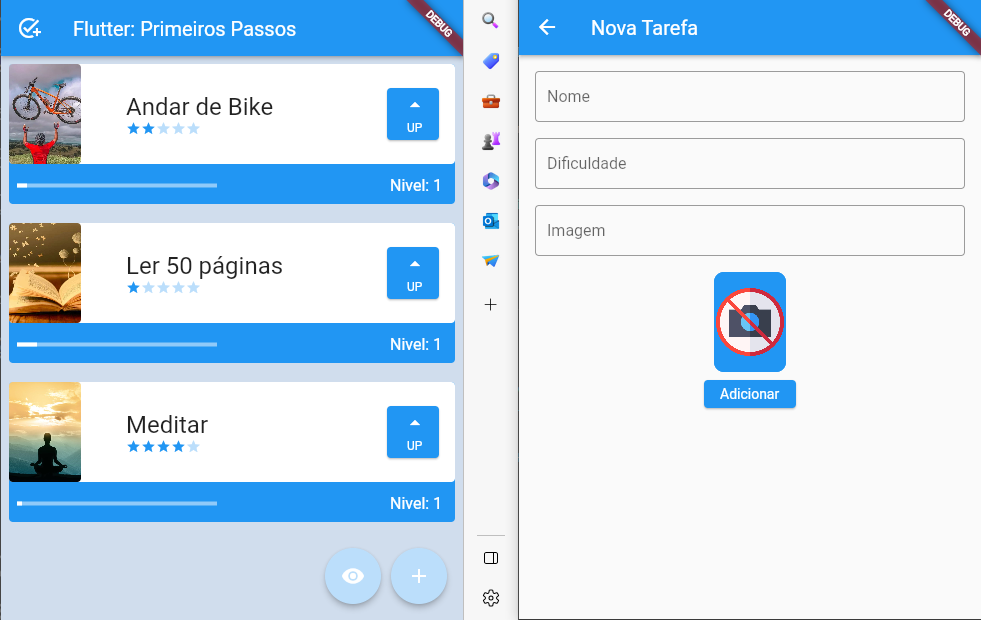 Flutter: Primeiros Passos
DEBUG
Andar de Bike
UP
Nivel: 1
Ler 50 páginas
UP
Nivel: 1
Meditar
UP
Nivel: 1
Nova Tarefa
DEBUG
Nome
Dificuldade
Imagem
Adicionar